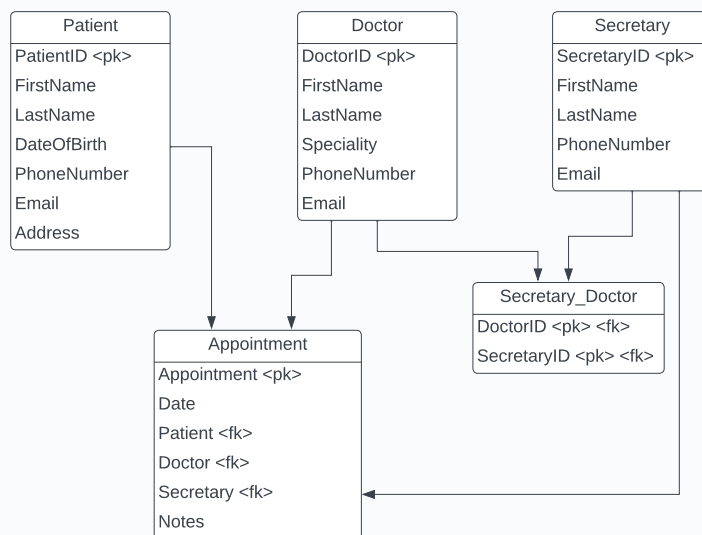 Patient
PatientID <pk>
FirstName
LastName
DateOfBirth
PhoneNumber
Email
Address
Doctor
DoctorID <pk>
FirstName
LastName
Speciality
PhoneNumber
Email
Secretary
SecretaryID <pk>
FirstName
LastName
PhoneNumber
Email
Secretary_Doctor
DoctorID <pk> <fk>
SecretaryID <pk> <fk>
Appointment
Appointment <pk>
Date
Patient <fk>
Doctor <fk>
Secretary <fk>
Notes